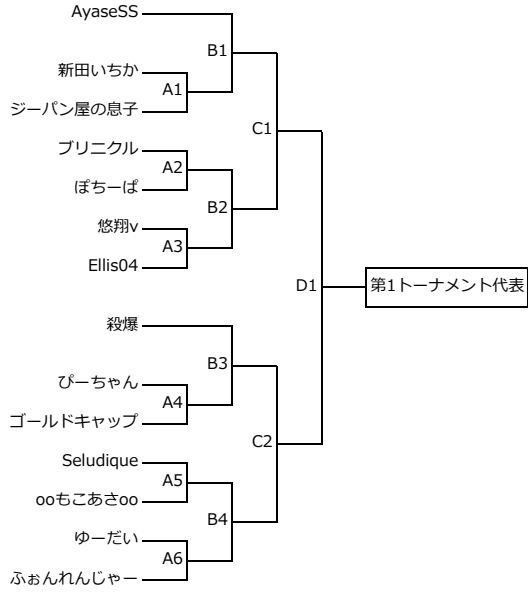 AyaseSS
B1
新田いちか
A1
ジーパン屋の息子
C1
ブリニクル
A2
ぽちーぱ
B2
悠翔v
A3
Ellis04
D1
第1トーナメント代表
殺爆
B3
ぴーちゃん
A4
ゴールドキャップ
C2
Seludique
A5
ooもこあさoo
B4
ゆーだい
A6
ふぉんれんじゃー